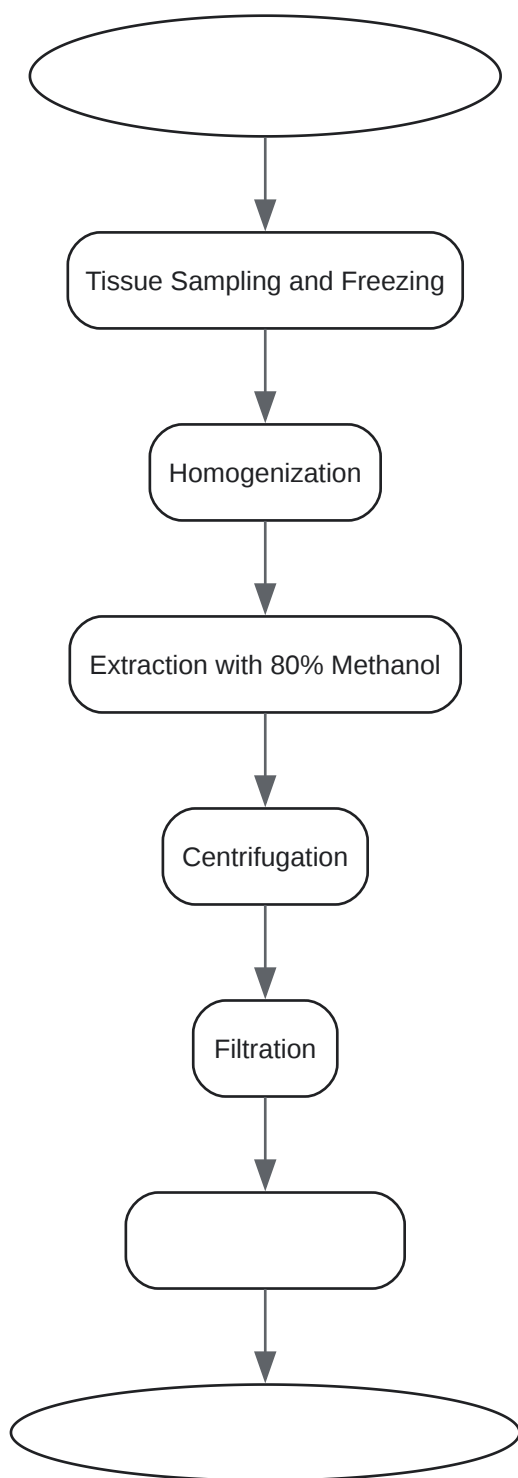 Tissue Sampling and Freezing
Homogenization
Extraction with 80% Methanol
Centrifugation
Filtration